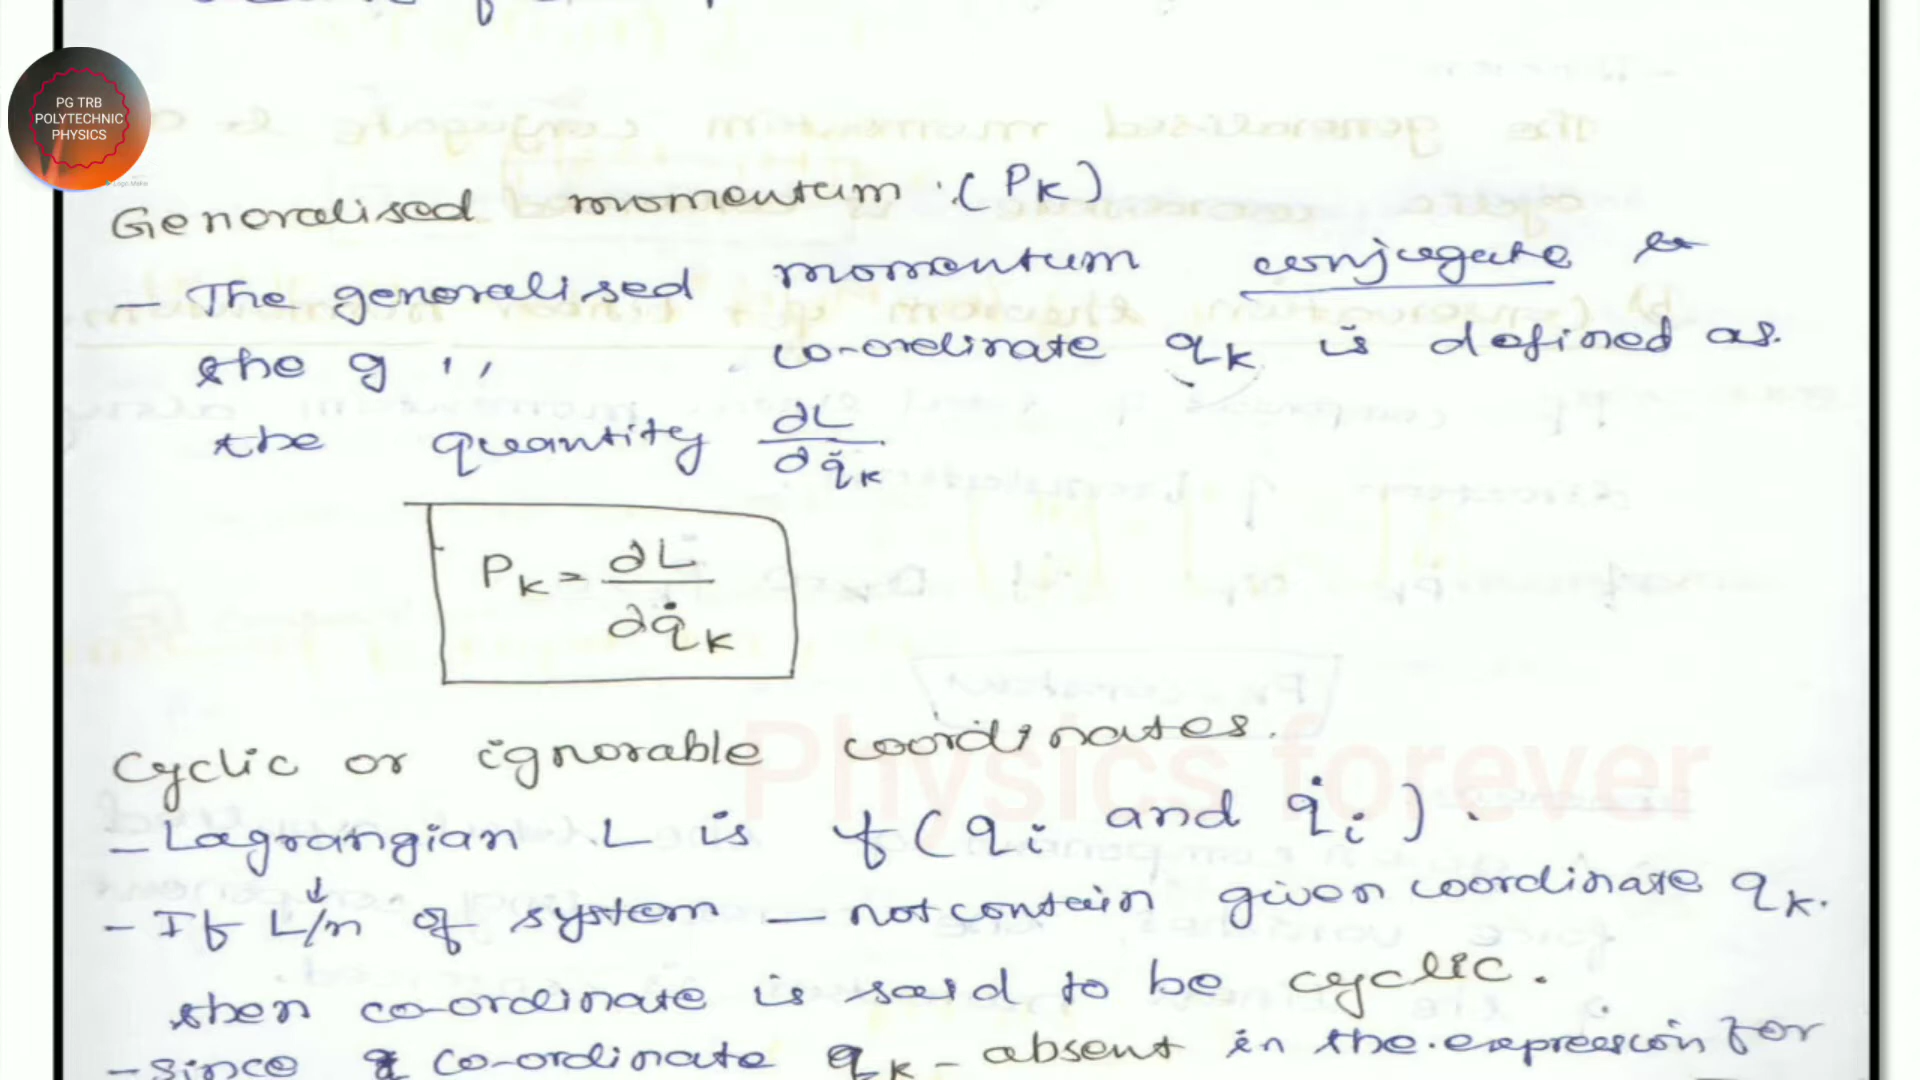 PG TRB
POLYTECHNIC
PHYSICS
Generalised momentum (PK)
- The generalised momentum conjugate to
the g ,, co-ordinate qK is defined as.
the quantity ∂L/∂q̇K
PK = ∂L/∂q̇K
Cyclic or ignorable coordinates.
Physics forever
- Lagrangian L is f(qi and q̇i).
- If L/n of system - not contain given coordinate qK.
then co-ordinate is said to be cyclic.
- since co-ordinate qK - absent in the expression for